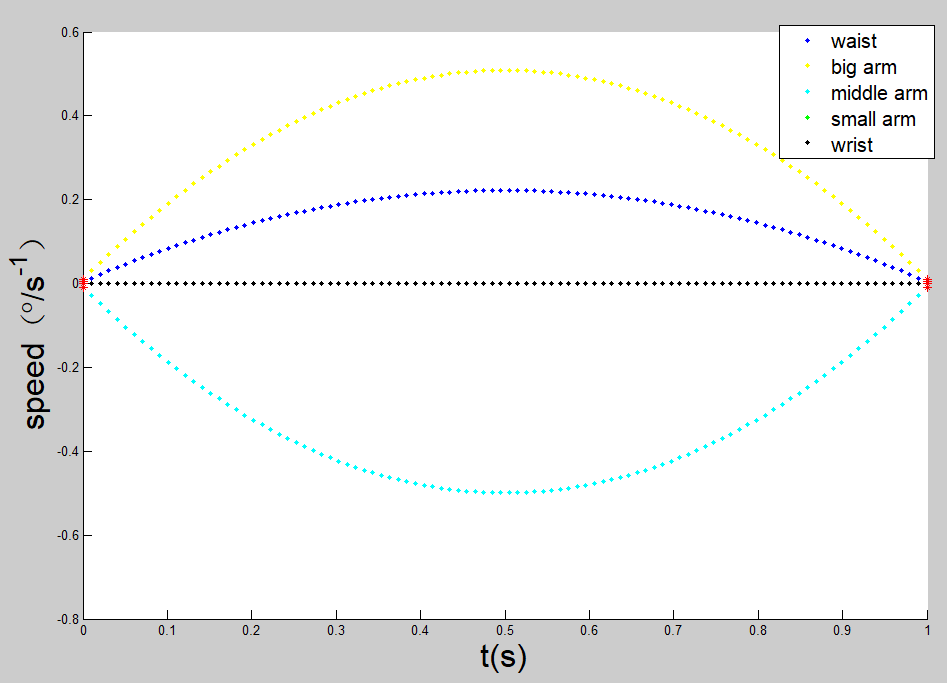 waist
big arm
middle arm
small arm
wrist
0.6
0.4
0.2
0
-0.2
-0.4
-0.6
-0.8
speed（°/s⁻¹）
0 0.1 0.2 0.3 0.4 0.5 0.6 0.7 0.8 0.9 1
t(s)